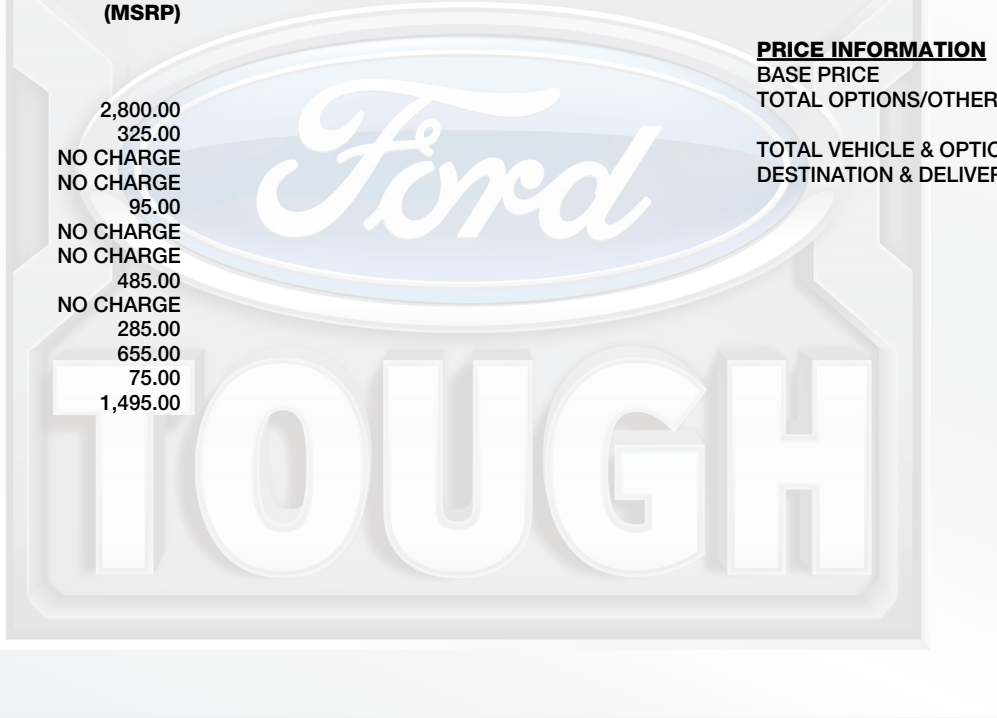 (MSRP)
2,800.00
325.00
NO CHARGE
NO CHARGE
95.00
NO CHARGE
NO CHARGE
485.00
NO CHARGE
285.00
655.00
75.00
1,495.00
PRICE INFORMATION
BASE PRICE
TOTAL OPTIONS/OTHER
TOTAL VEHICLE & OPTIO
DESTINATION & DELIVER
Ford
TOUGH